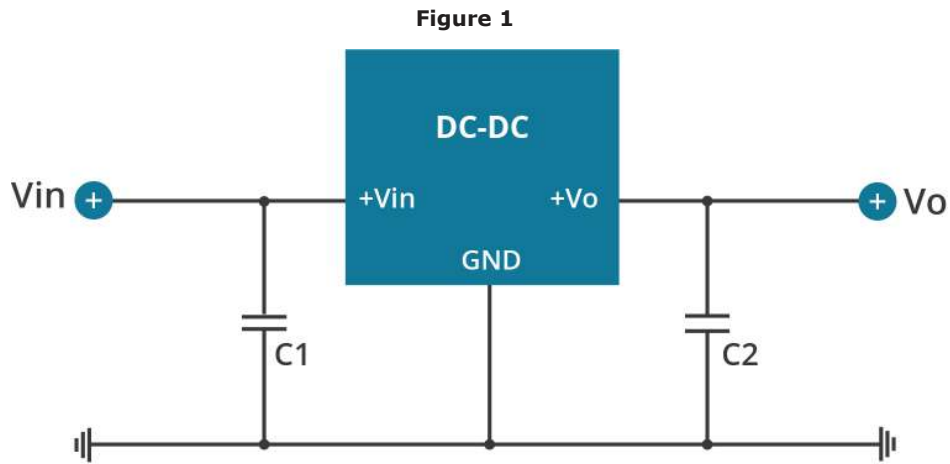 Figure 1
DC-DC
Vin + +Vin +Vo + Vo
GND
C1 C2